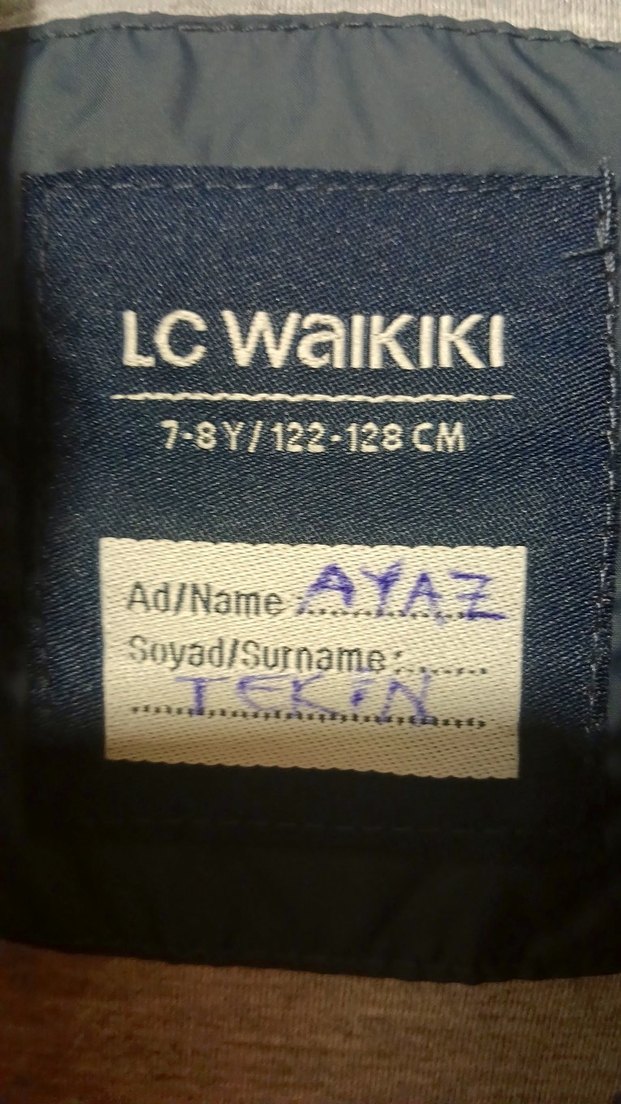 LC WAIKIKI
7-8 Y / 122-128 CM
Ad/Name : AYAZ
Soyad/Surname :
TEKİN